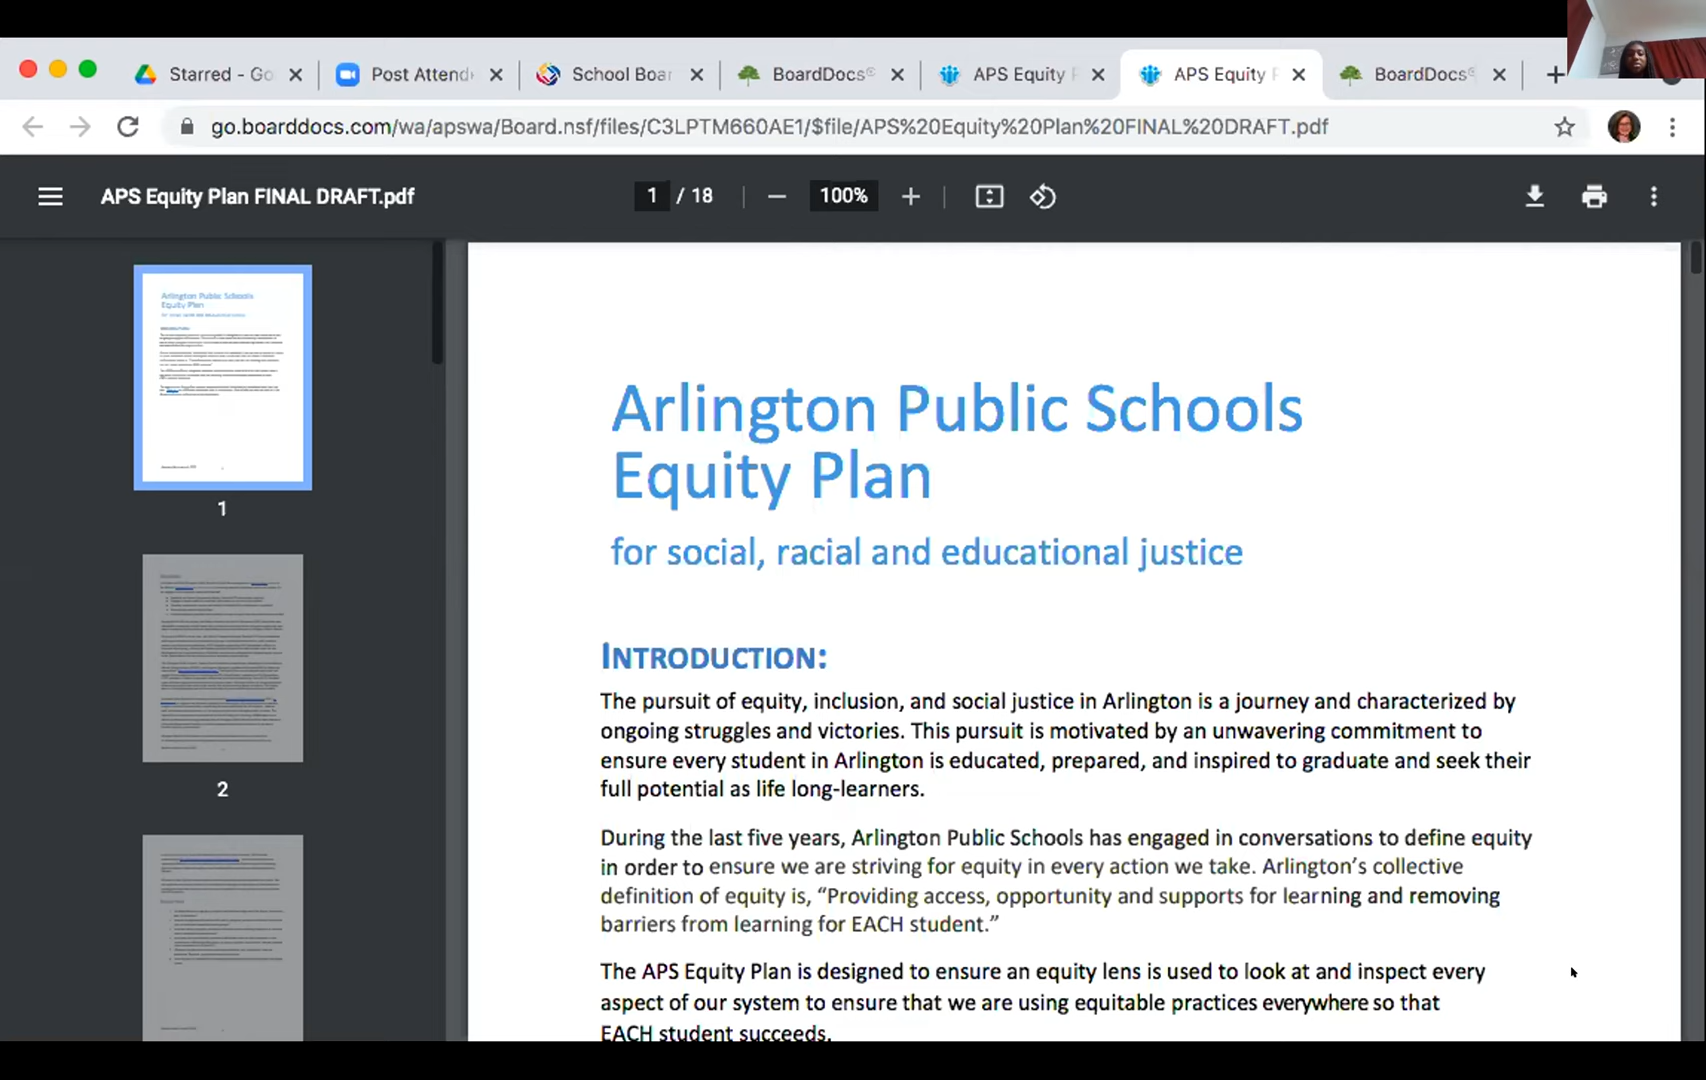 Starred - Go
Post Attend
School Boar
BoardDocs®
APS Equity P
APS Equity P
BoardDocs®
go.boarddocs.com/wa/apswa/Board.nsf/files/C3LPTM660AE1/$file/APS%20Equity%20Plan%20FINAL%20DRAFT.pdf
APS Equity Plan FINAL DRAFT.pdf
1 / 18
100%
Arlington Public Schools
Equity Plan
1
2
Arlington Public Schools
Equity Plan
for social, racial and educational justice
INTRODUCTION:
The pursuit of equity, inclusion, and social justice in Arlington is a journey and characterized by
ongoing struggles and victories. This pursuit is motivated by an unwavering commitment to
ensure every student in Arlington is educated, prepared, and inspired to graduate and seek their
full potential as life long-learners.
During the last five years, Arlington Public Schools has engaged in conversations to define equity
in order to ensure we are striving for equity in every action we take. Arlington’s collective
definition of equity is, “Providing access, opportunity and supports for learning and removing
barriers from learning for EACH student.”
The APS Equity Plan is designed to ensure an equity lens is used to look at and inspect every
aspect of our system to ensure that we are using equitable practices everywhere so that
EACH student succeeds.